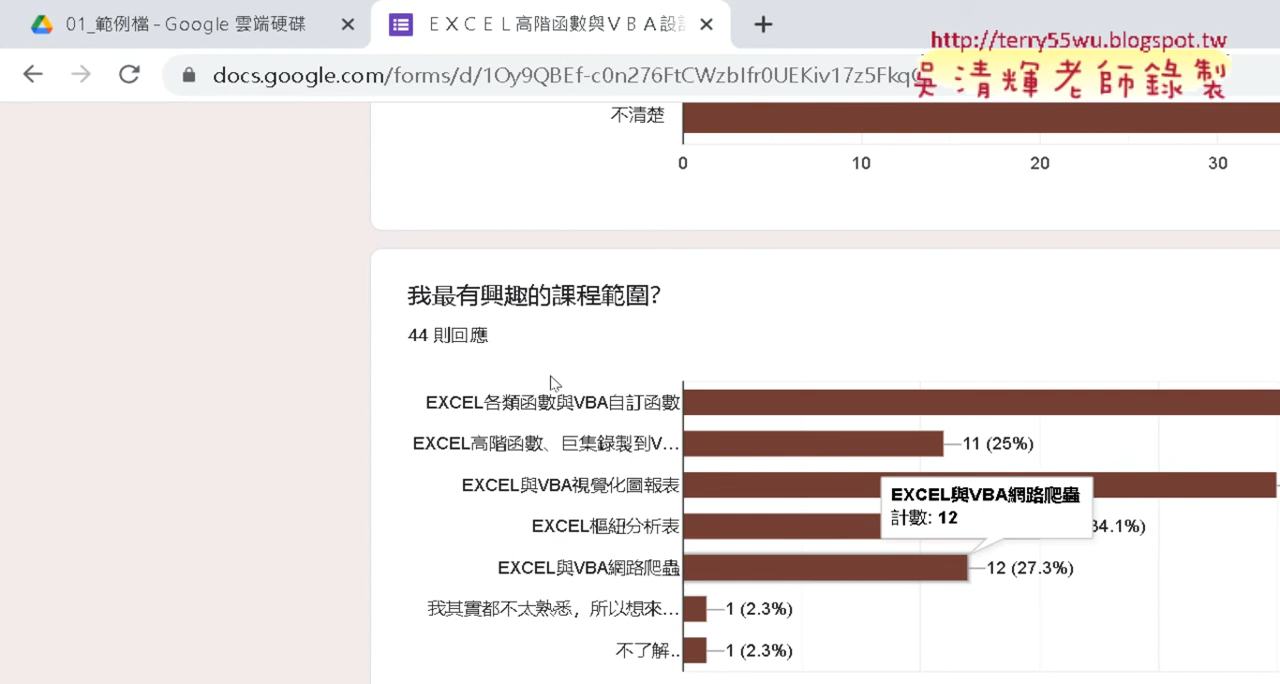 01_範例檔 - Google 雲端硬碟
ＥＸＣＥＬ高階函數與ＶＢＡ設
http://terry55wu.blogspot.tw
吳清輝老師錄製
docs.google.com/forms/d/1Oy9QBEf-c0n276FtCWzbIfr0UEKiv17z5Fkq
不清楚
0 10 20 30
我最有興趣的課程範圍?
44 則回應
EXCEL各類函數與VBA自訂函數
EXCEL高階函數、巨集錄製到V...
11 (25%)
EXCEL與VBA視覺化圖報表
EXCEL與VBA網路爬蟲
計數: 12
EXCEL樞紐分析表
34.1%)
EXCEL與VBA網路爬蟲
12 (27.3%)
我其實都不太熟悉，所以想來...
1 (2.3%)
不了解..
1 (2.3%)